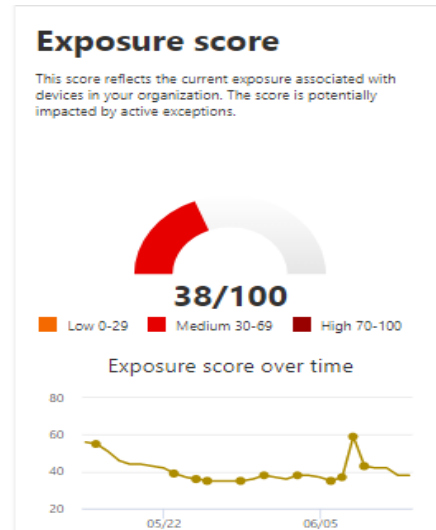 Exposure score
This score reflects the current exposure associated with
devices in your organization. The score is potentially
impacted by active exceptions.
38/100
Low 0-29 Medium 30-69 High 70-100
Exposure score over time
80
60
40
20
05/22 06/05